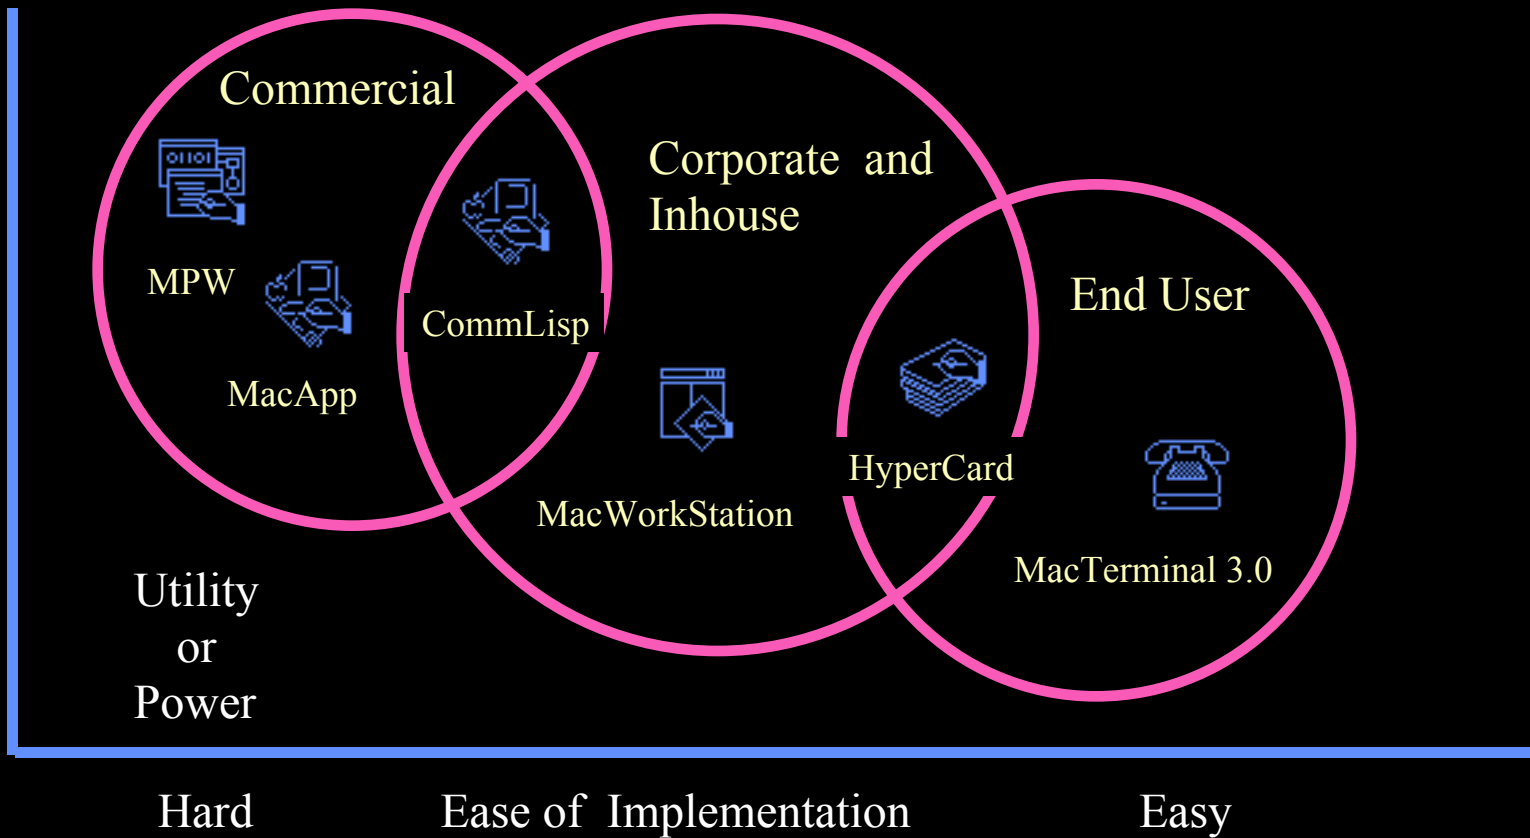 Commercial
01101
MPW
MacApp
CommLisp
Corporate and
Inhouse
MacWorkStation
HyperCard
End User
MacTerminal 3.0
Utility
or
Power
Hard
Ease of Implementation
Easy